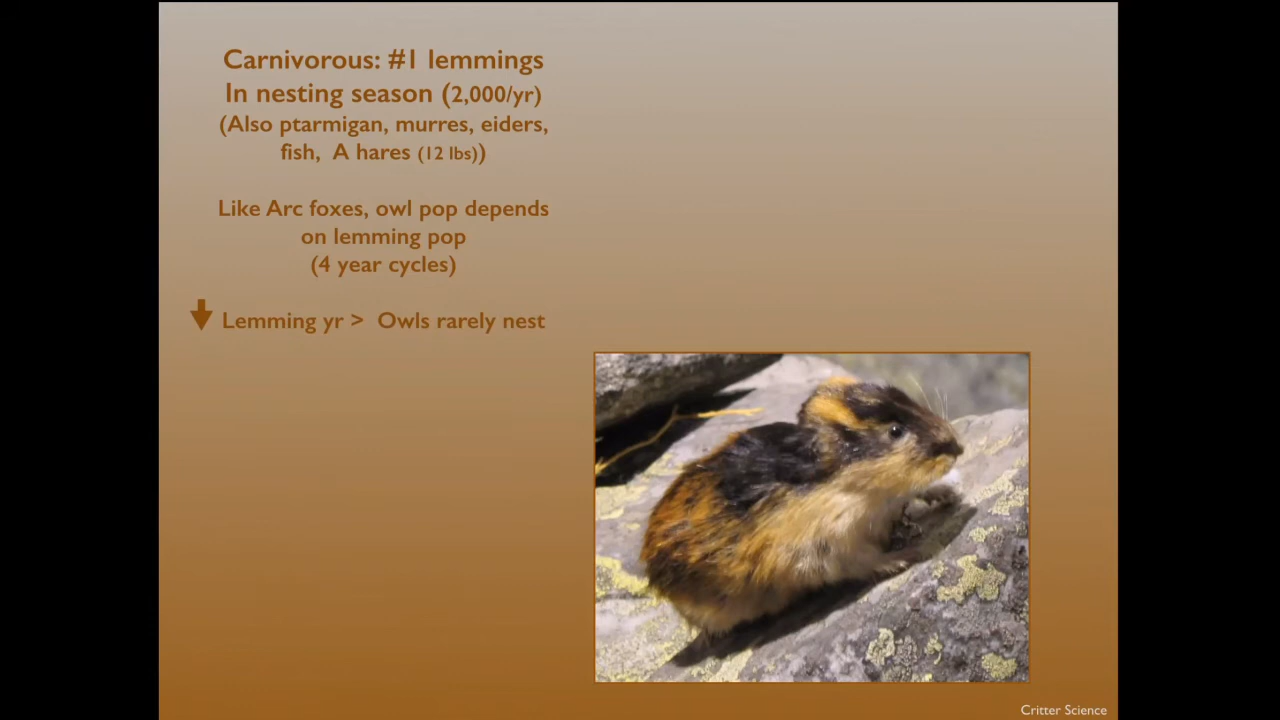 Carnivorous: #1 lemmings
In nesting season (2,000/yr)
(Also ptarmigan, murres, eiders,
fish, A hares (12 lbs))
Like Arc foxes, owl pop depends
on lemming pop
(4 year cycles)
Lemming yr > Owls rarely nest
Critter Science